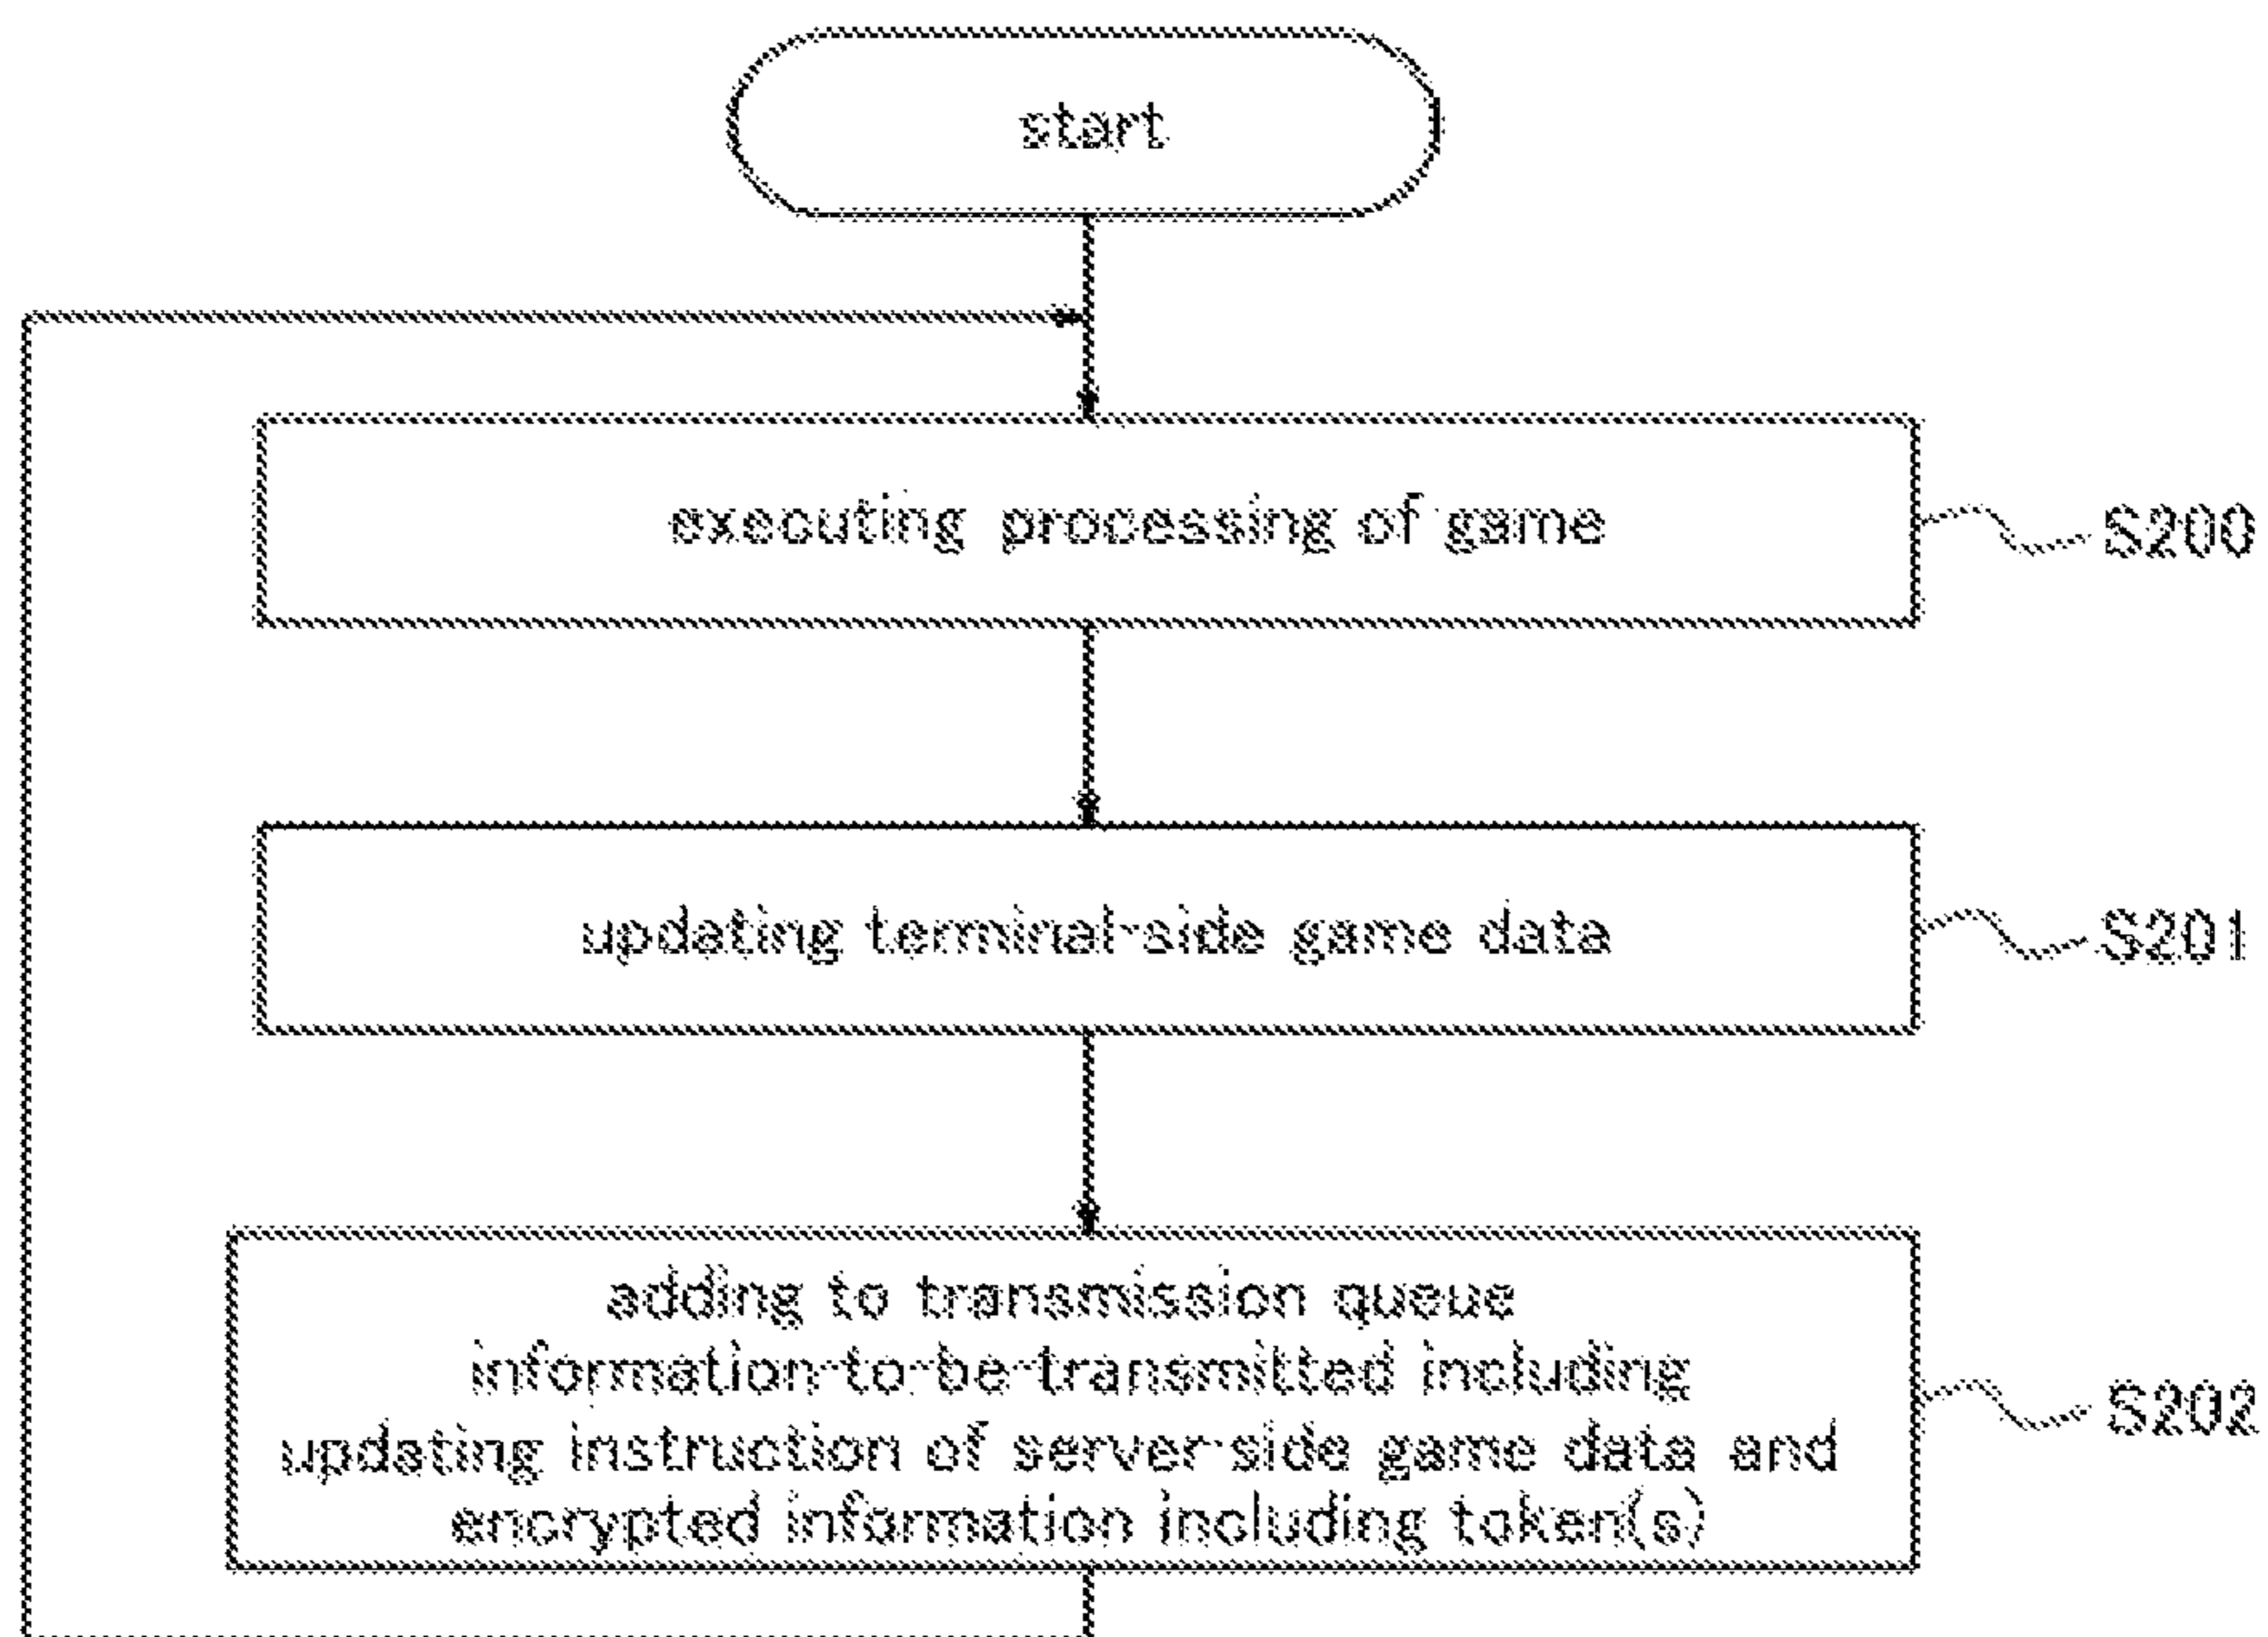 start
executing processing of game
S200
updating terminal-side game data
S201
adding to transmission queue
information-to-be-transmitted including
updating instruction of server-side game data and
encrypted information including token(s)
S202